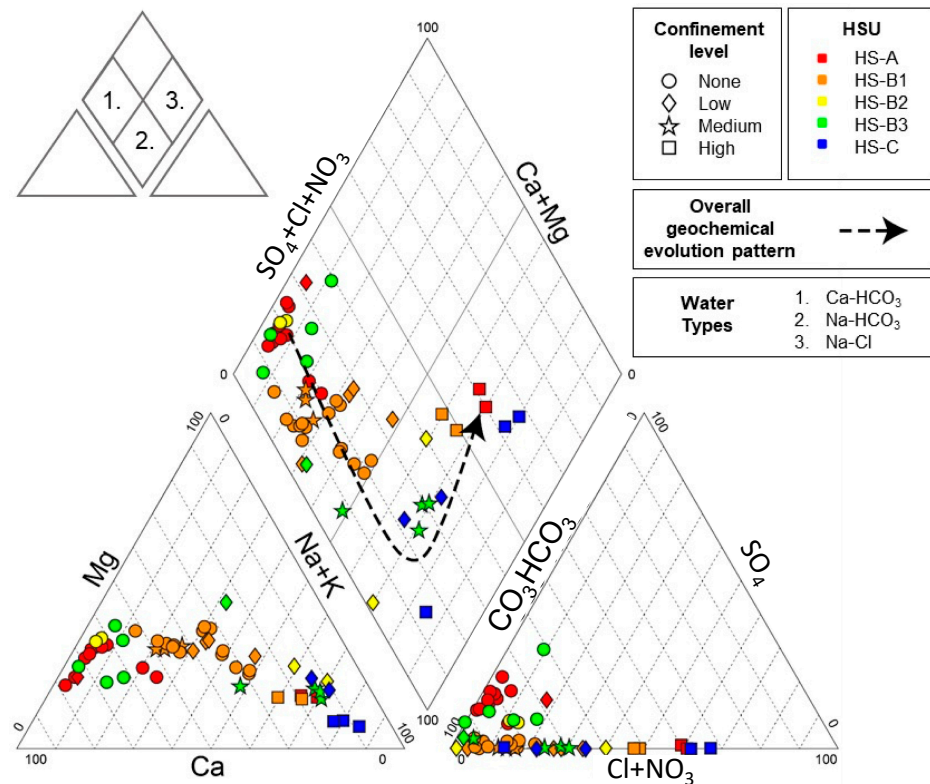 1.
3.
2.
100
SO₄+Cl+NO₃
Ca+Mg
0
0
Confinement
level
None
Low
Medium
High
HSU
HS-A
HS-B1
HS-B2
HS-B3
HS-C
Overall
geochemical
evolution pattern
Water
Types
1. Ca-HCO₃
2. Na-HCO₃
3. Na-Cl
100
0
Mg
Na+K
0
100
Ca
100
100
0
100
CO₃HCO₃
SO₄
100
0
0
Cl+NO₃
100